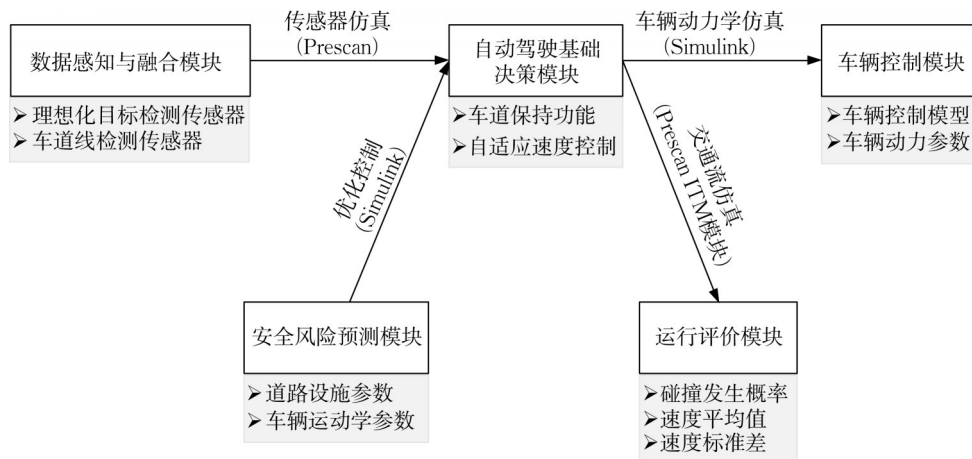 传感器仿真
(Prescan)
车辆动力学仿真
(Simulink)
数据感知与融合模块
➢理想化目标检测传感器
➢车道线检测传感器
自动驾驶基础
决策模块
➢车道保持功能
➢自适应速度控制
车辆控制模块
➢车辆控制模型
➢车辆动力参数
优化控制
(Simulink)
交通流仿真
(Prescan ITM模块)
安全风险预测模块
➢道路设施参数
➢车辆运动学参数
运行评价模块
➢碰撞发生概率
➢速度平均值
➢速度标准差